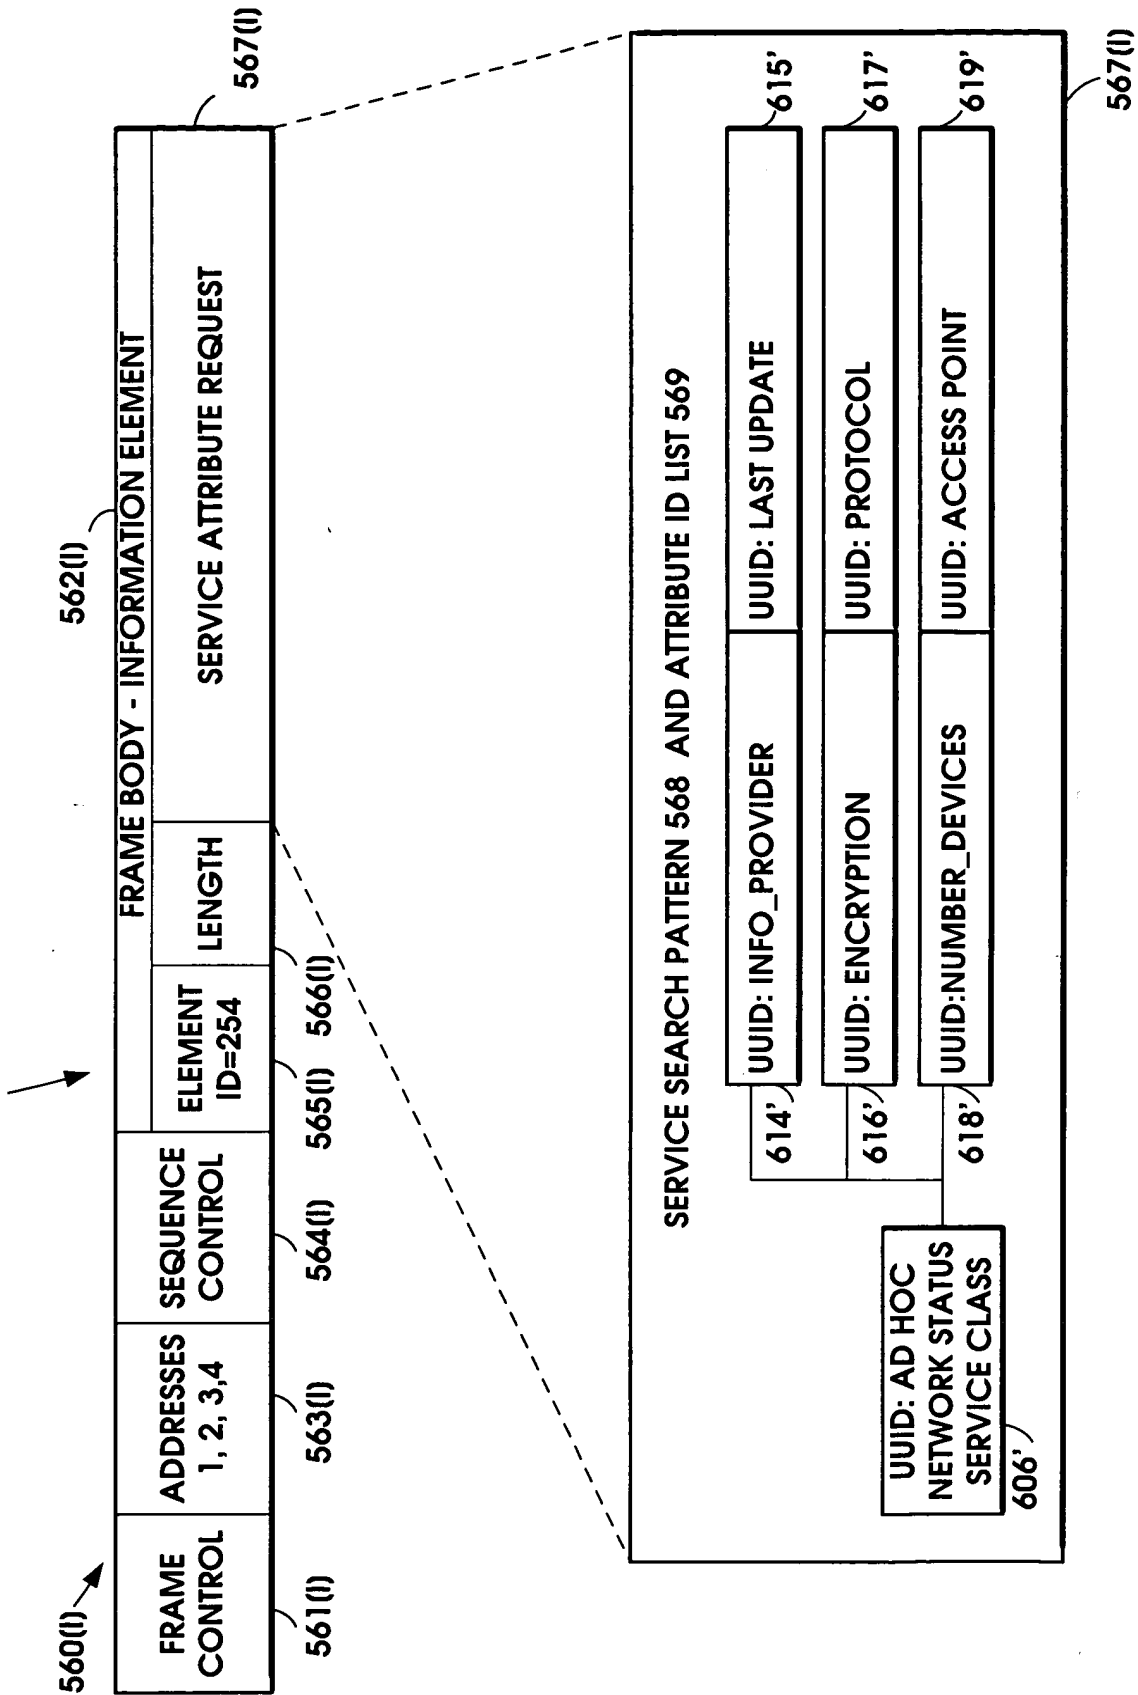 560(I)
562(I)
FRAME BODY - INFORMATION ELEMENT
567(I)
FRAME
CONTROL
ADDRESSES
1, 2, 3,4
SEQUENCE
CONTROL
ELEMENT
ID=254
LENGTH
SERVICE ATTRIBUTE REQUEST
561(I)
563(I)
564(I)
565(I)
566(I)
SERVICE SEARCH PATTERN 568 AND ATTRIBUTE ID LIST 569
UUID: INFO_PROVIDER
UUID: LAST UPDATE
615'
614'
UUID: ENCRYPTION
UUID: PROTOCOL
617'
616'
UUID:NUMBER_DEVICES
UUID: ACCESS POINT
619'
618'
UUID: AD HOC
NETWORK STATUS
SERVICE CLASS
606'
567(I)